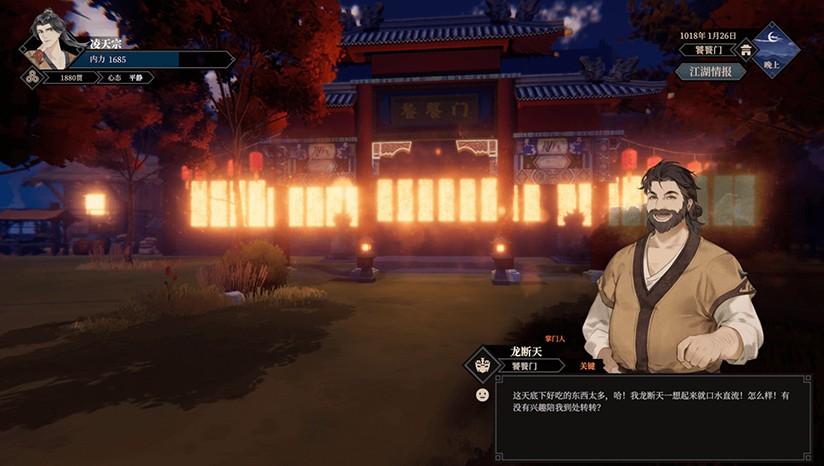 凌天宗
内力 1685
1880贯
心态 平静
1018年 1月26日
饕餮门
江湖情报
晚上
饕餮门
掌门人
龙断天
饕餮门
关键
这天底下好吃的东西太多，哈！我龙断天一想起来就口水直流！怎么样！有
没有兴趣陪我到处转转？